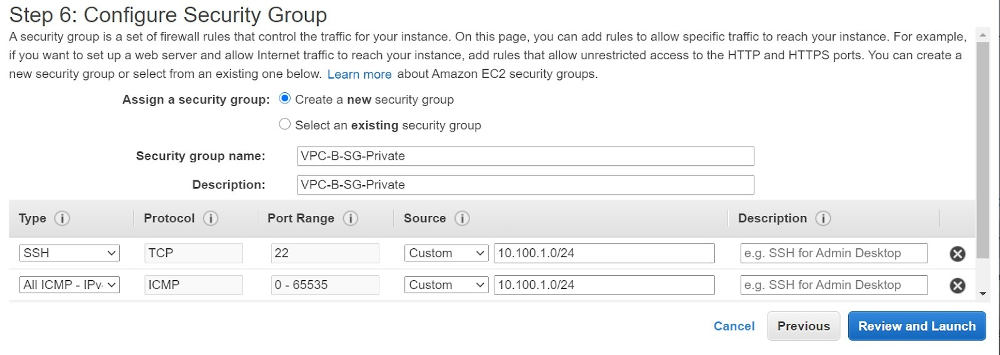 Step 6: Configure Security Group
A security group is a set of firewall rules that control the traffic for your instance. On this page, you can add rules to allow specific traffic to reach your instance. For example,
if you want to set up a web server and allow Internet traffic to reach your instance, add rules that allow unrestricted access to the HTTP and HTTPS ports. You can create a
new security group or select from an existing one below. Learn more about Amazon EC2 security groups.
Assign a security group: Create a new security group
Select an existing security group
Security group name: VPC-B-SG-Private
Description: VPC-B-SG-Private
Type i Protocol i Port Range i Source i Description i
SSH TCP 22 Custom 10.100.1.0/24 e.g. SSH for Admin Desktop
All ICMP - IPv ICMP 0 - 65535 Custom 10.100.1.0/24 e.g. SSH for Admin Desktop
Cancel Previous Review and Launch